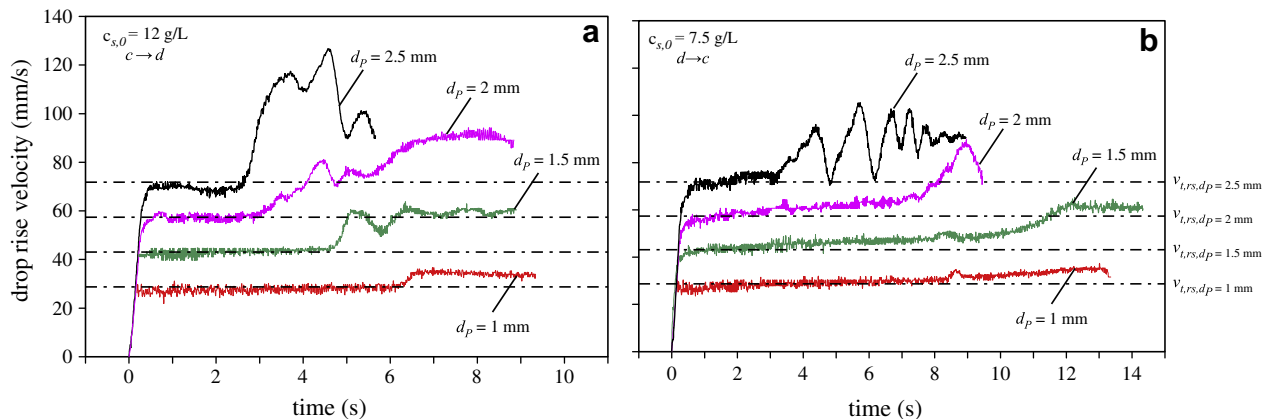 140
120
100
80
60
40
20
0
drop rise velocity (mm/s)
c_{s,0} = 12 g/L
c → d
a
d_P = 2.5 mm
d_P = 2 mm
d_P = 1.5 mm
d_P = 1 mm
0 2 4 6 8 10
time (s)
c_{s,0} = 7.5 g/L
d→c
b
d_P = 2.5 mm
d_P = 2 mm
d_P = 1.5 mm
d_P = 1 mm
v_{t,rs,d_P = 2.5 mm}
v_{t,rs,d_P = 2 mm}
v_{t,rs,d_P = 1.5 mm}
v_{t,rs,d_P = 1 mm}
0 2 4 6 8 10 12 14
time (s)